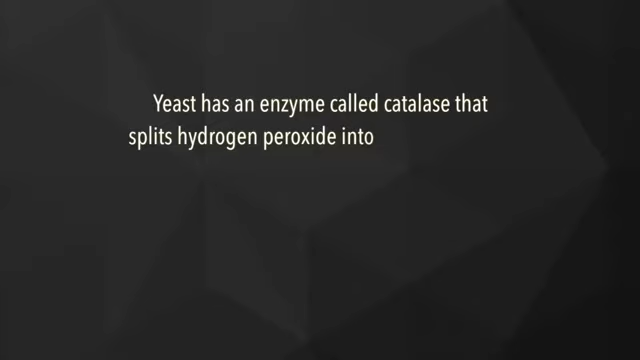 Yeast has an enzyme called catalase that
splits hydrogen peroxide into